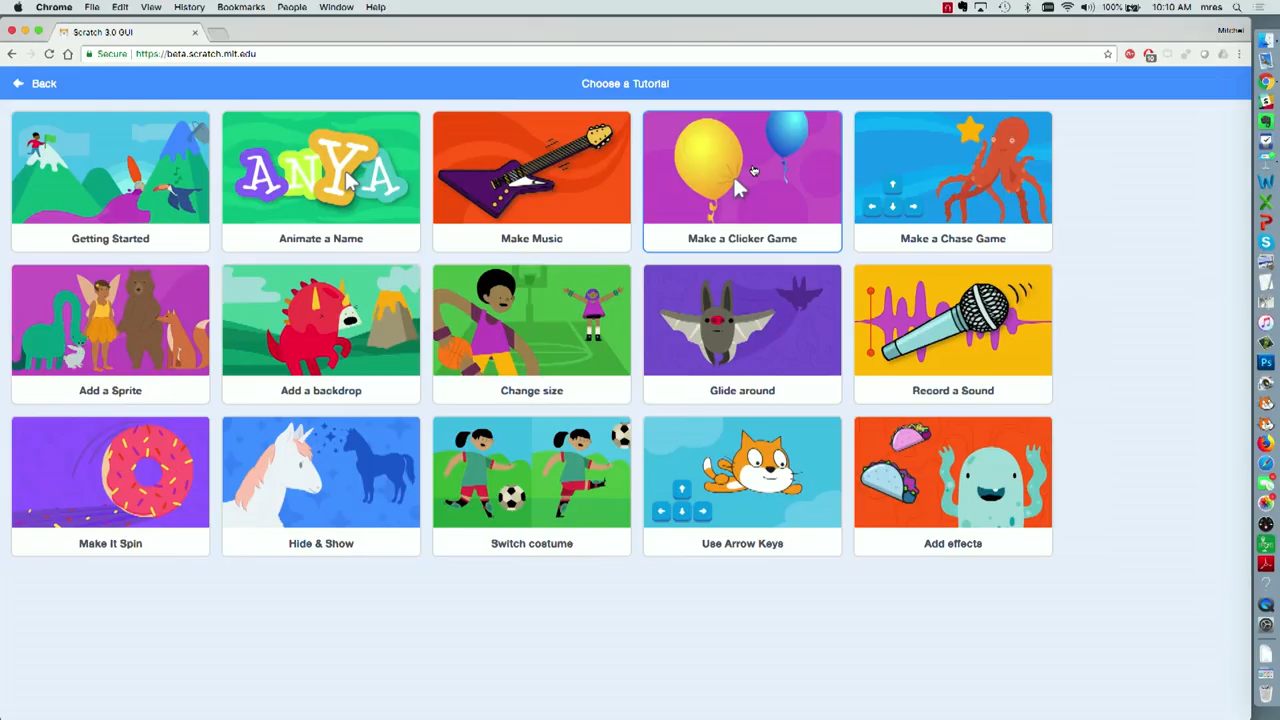 Chrome File Edit View History Bookmarks People Window Help 100% 10:10 AM mres
Scratch 3.0 GUI Mitchel
Secure https://beta.scratch.mit.edu
Back Choose a Tutorial
ANYA
Getting Started Animate a Name Make Music Make a Clicker Game Make a Chase Game
Add a Sprite Add a backdrop Change size Glide around Record a Sound
Make It Spin Hide & Show Switch costume Use Arrow Keys Add effects